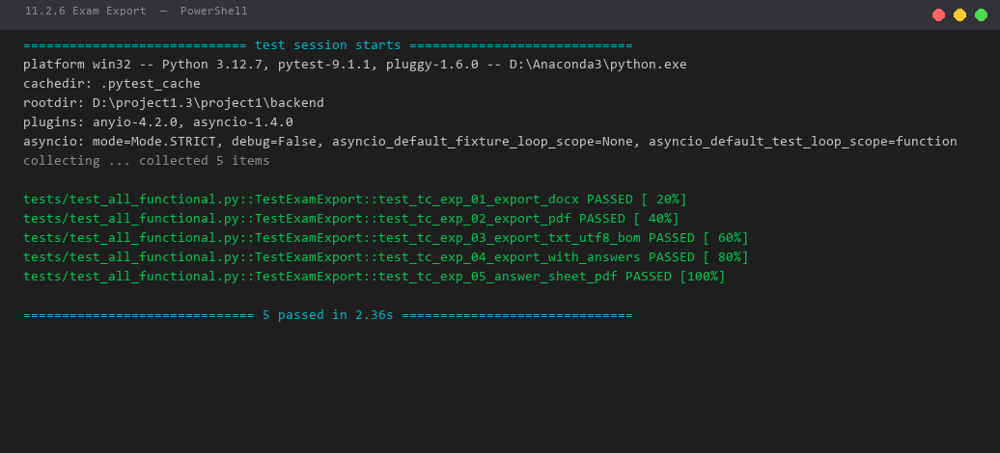 11.2.6 Exam Export — PowerShell
============================= test session starts =============================
platform win32 -- Python 3.12.7, pytest-9.1.1, pluggy-1.6.0 -- D:\Anaconda3\python.exe
cachedir: .pytest_cache
rootdir: D:\project1.3\project1\backend
plugins: anyio-4.2.0, asyncio-1.4.0
asyncio: mode=Mode.STRICT, debug=False, asyncio_default_fixture_loop_scope=None, asyncio_default_test_loop_scope=function
collecting ... collected 5 items
tests/test_all_functional.py::TestExamExport::test_tc_exp_01_export_docx PASSED [ 20%]
tests/test_all_functional.py::TestExamExport::test_tc_exp_02_export_pdf PASSED [ 40%]
tests/test_all_functional.py::TestExamExport::test_tc_exp_03_export_txt_utf8_bom PASSED [ 60%]
tests/test_all_functional.py::TestExamExport::test_tc_exp_04_export_with_answers PASSED [ 80%]
tests/test_all_functional.py::TestExamExport::test_tc_exp_05_answer_sheet_pdf PASSED [100%]
============================== 5 passed in 2.36s ==============================